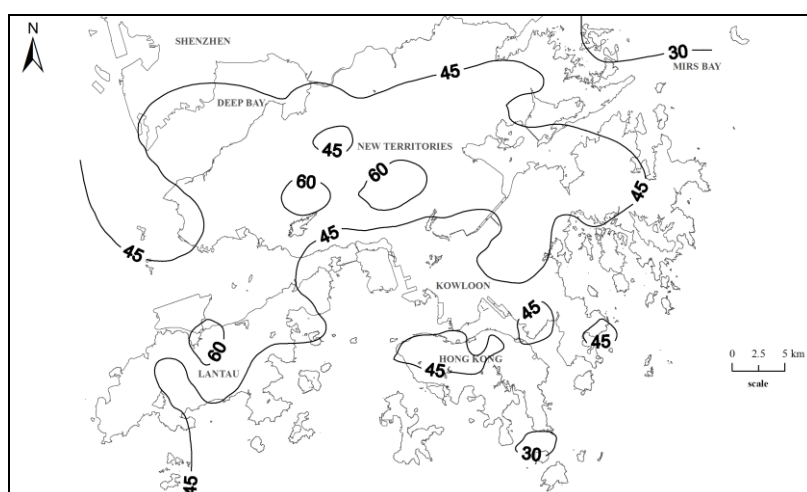 N
SHENZHEN
45
30
MIRS BAY
DEEP BAY
45
NEW TERRITORIES
60
60
45
45
45
KOWLOON
45
45
60
HONG KONG
45
LANTAU
0 2.5 5 km
scale
30
45